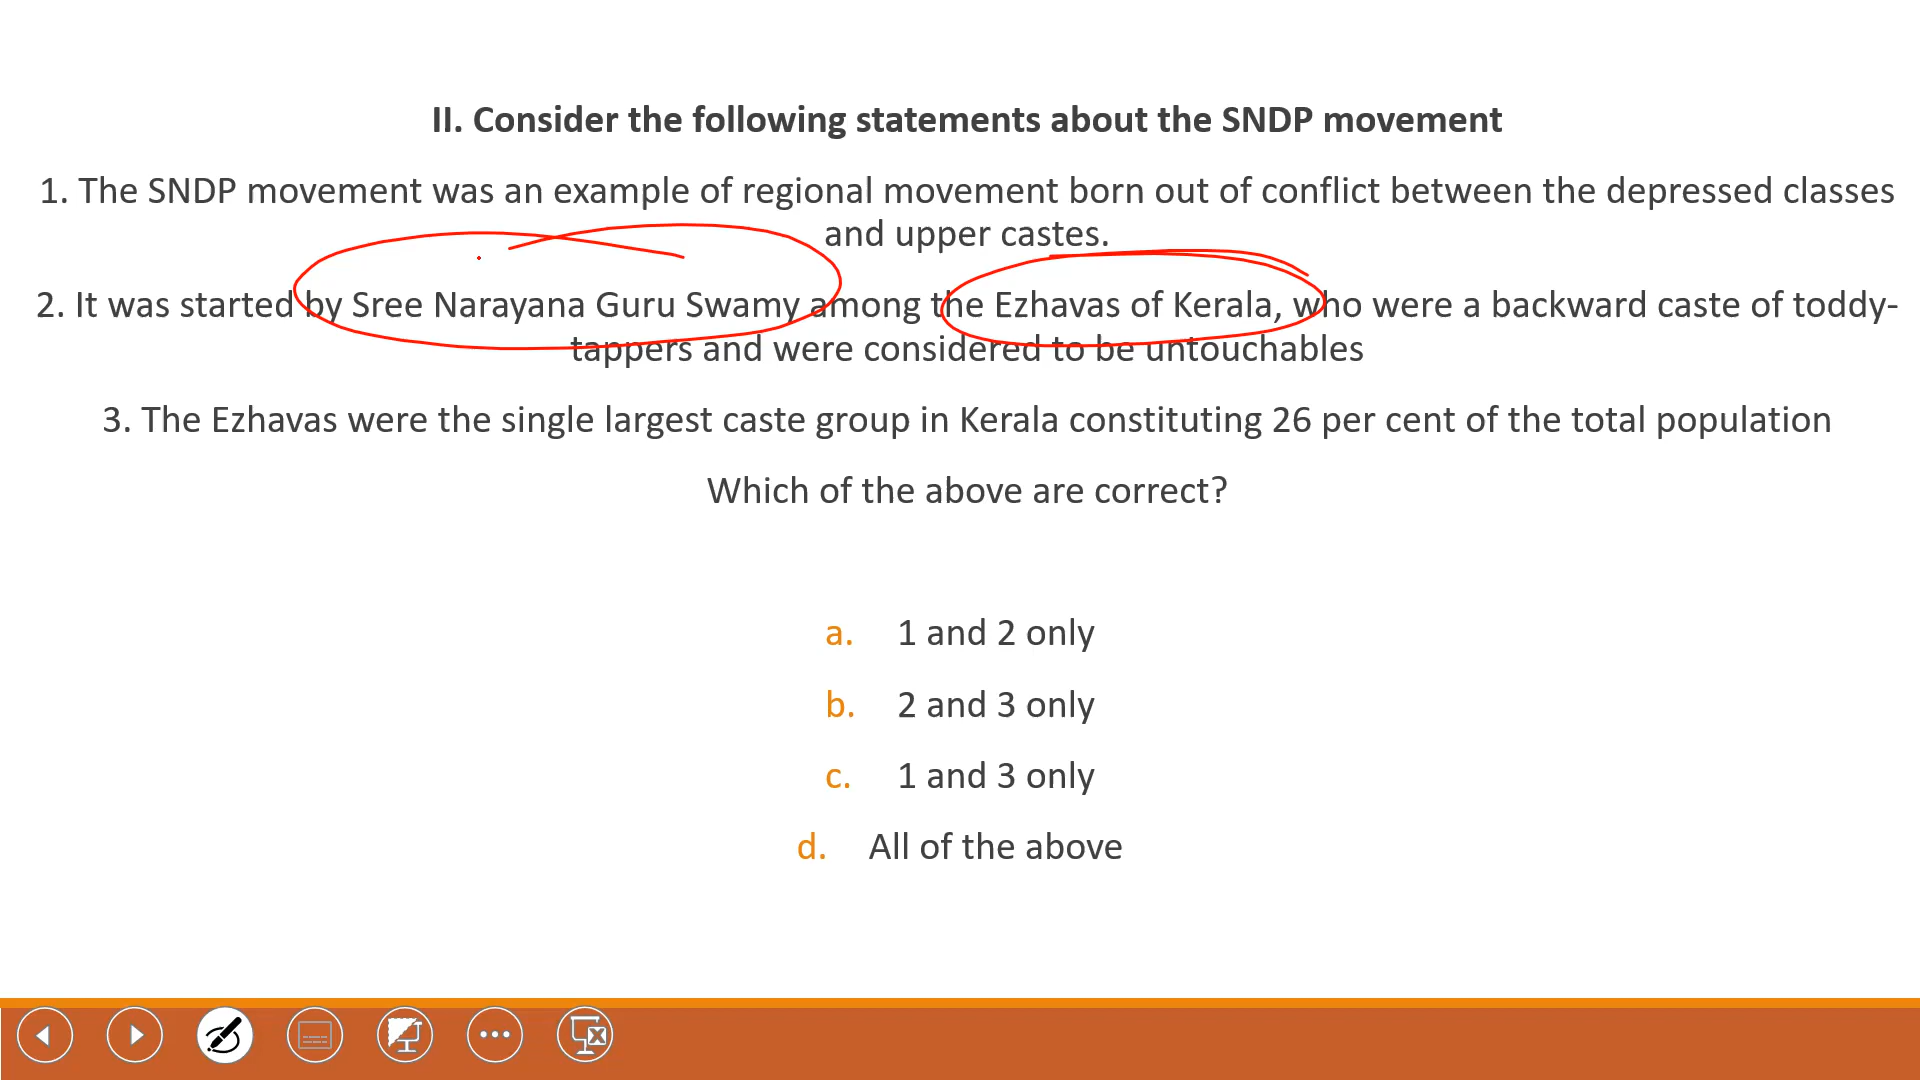 II. Consider the following statements about the SNDP movement
1. The SNDP movement was an example of regional movement born out of conflict between the depressed classes
and upper castes.
2. It was started by Sree Narayana Guru Swamy among the Ezhavas of Kerala, who were a backward caste of toddy-
tappers and were considered to be untouchables
3. The Ezhavas were the single largest caste group in Kerala constituting 26 per cent of the total population
Which of the above are correct?
a. 1 and 2 only
b. 2 and 3 only
c. 1 and 3 only
d. All of the above